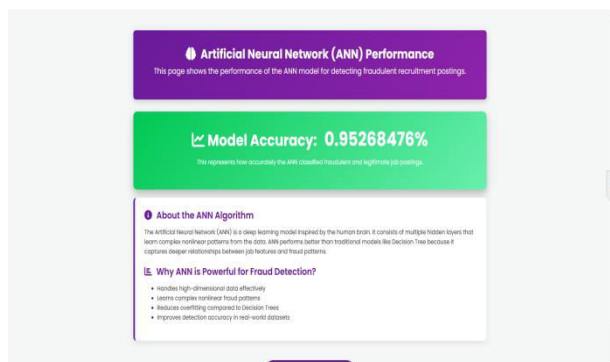 Artificial Neural Network (ANN) Performance
This page shows the performance of the ANN model for detecting fraudulent recruitment postings.
Model Accuracy: 0.95268476%
This represents how accurately the ANN classified fraudulent and legitimate job postings.
About the ANN Algorithm
The Artificial Neural Network (ANN) is a deep learning model inspired by the human brain. It consists of multiple hidden layers that
learn complex nonlinear patterns from the data. ANN performs better than traditional models like Decision Tree because it
captures deeper relationships between job features and fraud patterns.
Why ANN is Powerful for Fraud Detection?
• Handles high-dimensional data effectively
• Learns complex nonlinear fraud patterns
• Reduces overfitting compared to Decision Trees
• Improves detection accuracy in real-world datasets